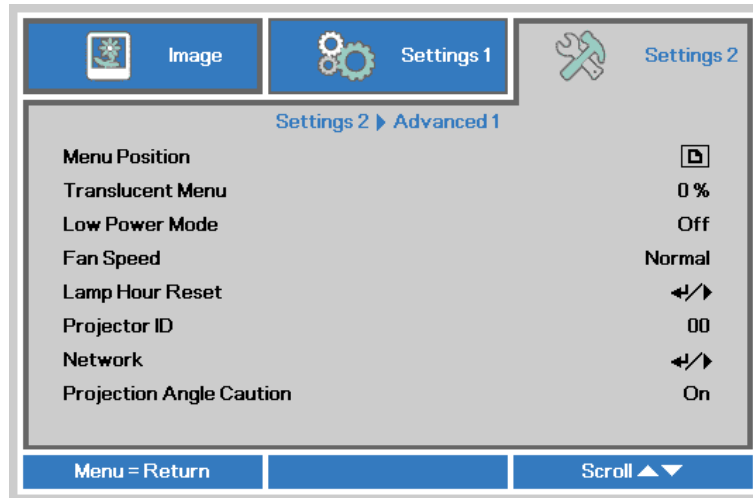 Image
Settings 1
Settings 2
Settings 2 ▶ Advanced 1
Menu Position
Translucent Menu 0 %
Low Power Mode Off
Fan Speed Normal
Lamp Hour Reset ↵/▶
Projector ID 00
Network ↵/▶
Projection Angle Caution On
Menu = Return
Scroll ▲▼